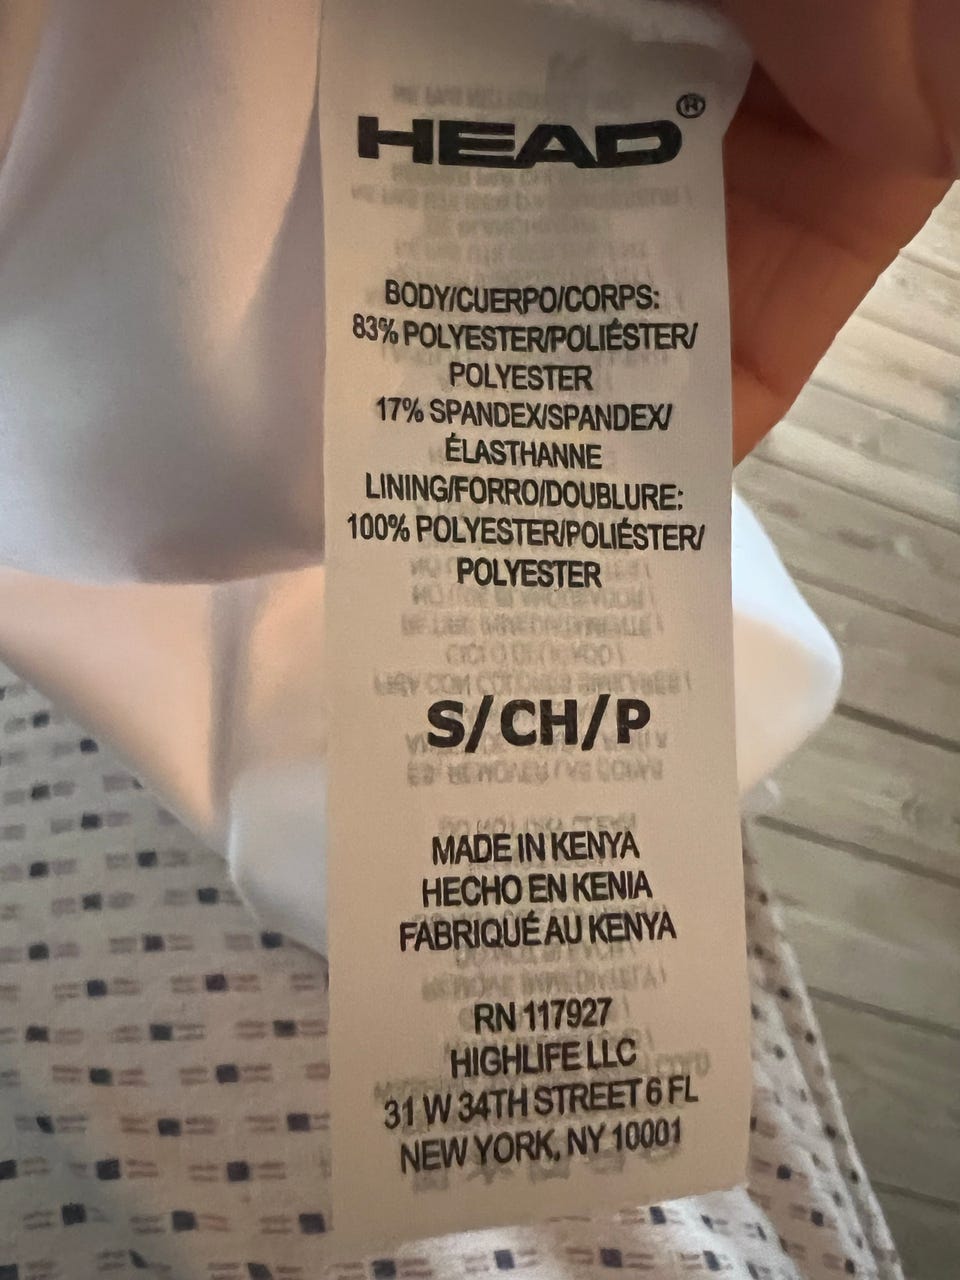 HEAD®
BODY/CUERPO/CORPS:
83% POLYESTER/POLIÉSTER/
POLYESTER
17% SPANDEX/SPANDEX/
ÉLASTHANNE
LINING/FORRO/DOUBLURE:
100% POLYESTER/POLIÉSTER/
POLYESTER
S/CH/P
MADE IN KENYA
HECHO EN KENIA
FABRIQUÉ AU KENYA
RN 117927
HIGHLIFE LLC
31 W 34TH STREET 6 FL
NEW YORK, NY 10001